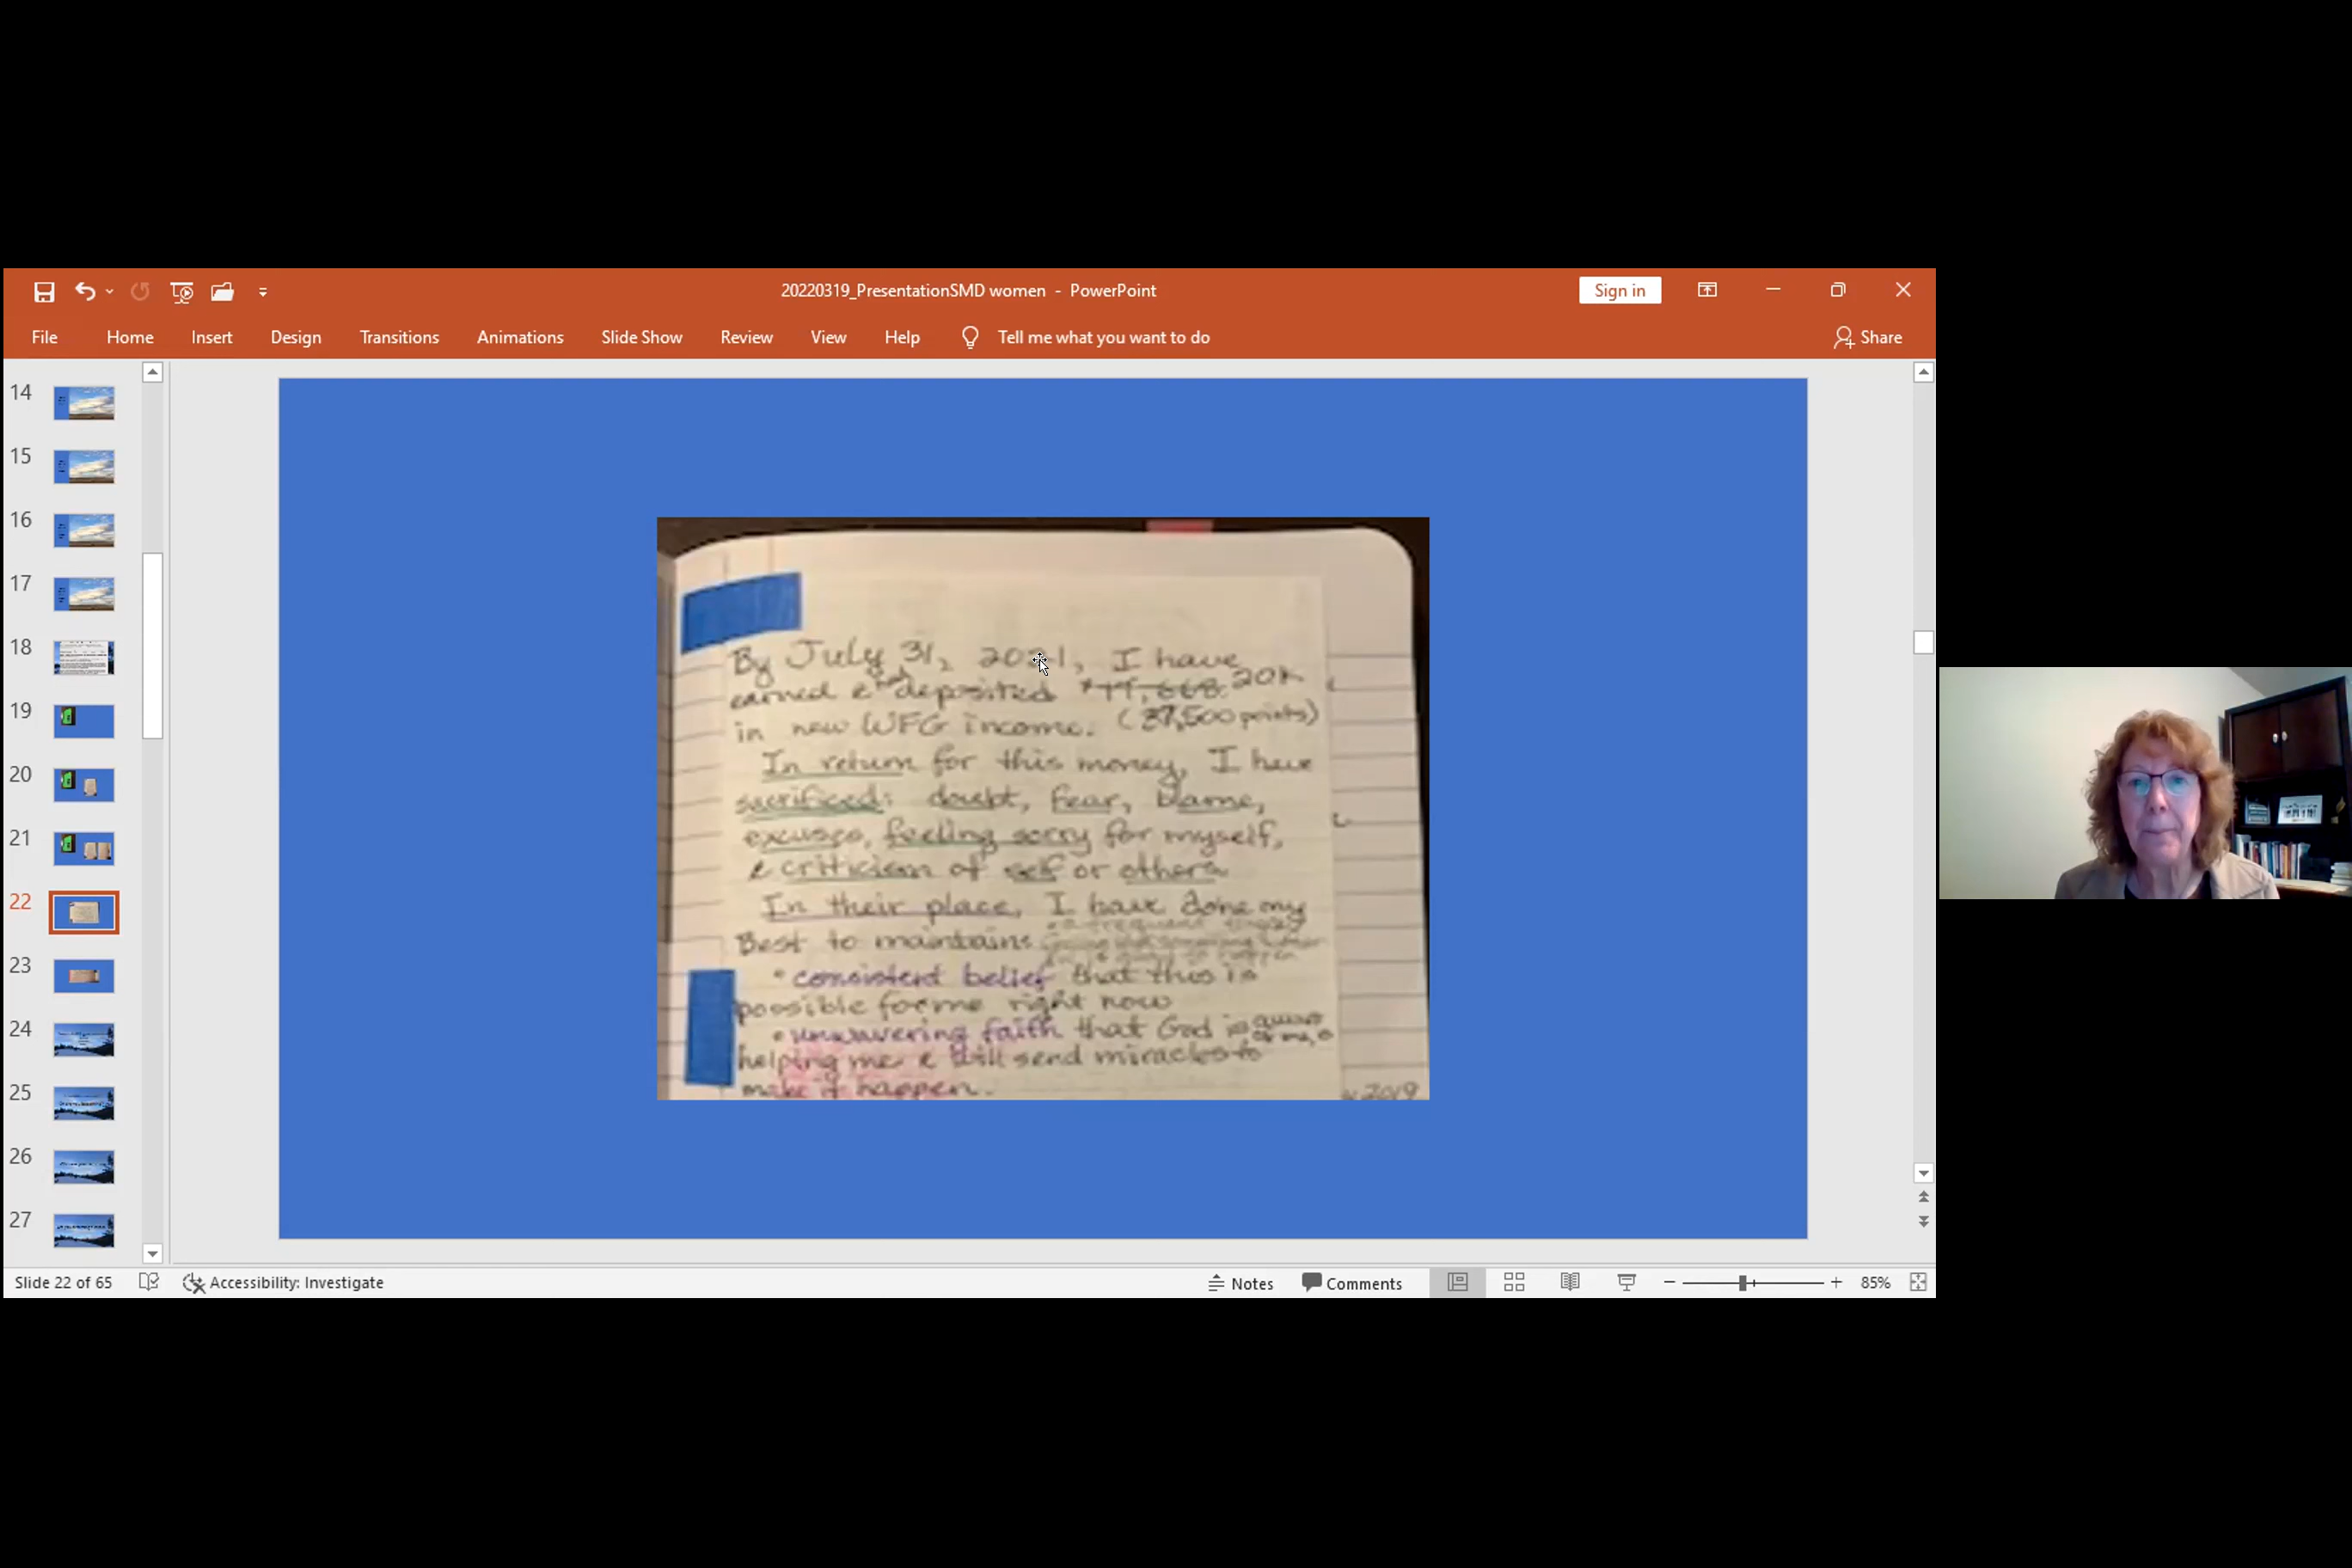 20220319_PresentationSMD women - PowerPoint
Sign in
File Home Insert Design Transitions Animations Slide Show Review View Help Tell me what you want to do Share
14
15
16
17
18
19
20
21
22
23
24
25
26
27
By July 31, 2021, I have
earned & deposited 20K
in new WFG income. (37,500 points)
In return for this money, I have
sacrificed: doubt, fear, blame,
excuses, feeling sorry for myself,
& criticism of self or others
In their place, I have done my
Best to maintain
• consistent belief that this is
possible for me right now
• unwavering faith that God is
helping me & will send miracles to
make it happen.
2019
Slide 22 of 65 Accessibility: Investigate Notes Comments 85%